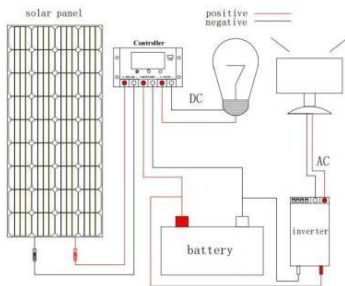 solar panel
positive
negative
Controller
DC
AC
battery
inverter